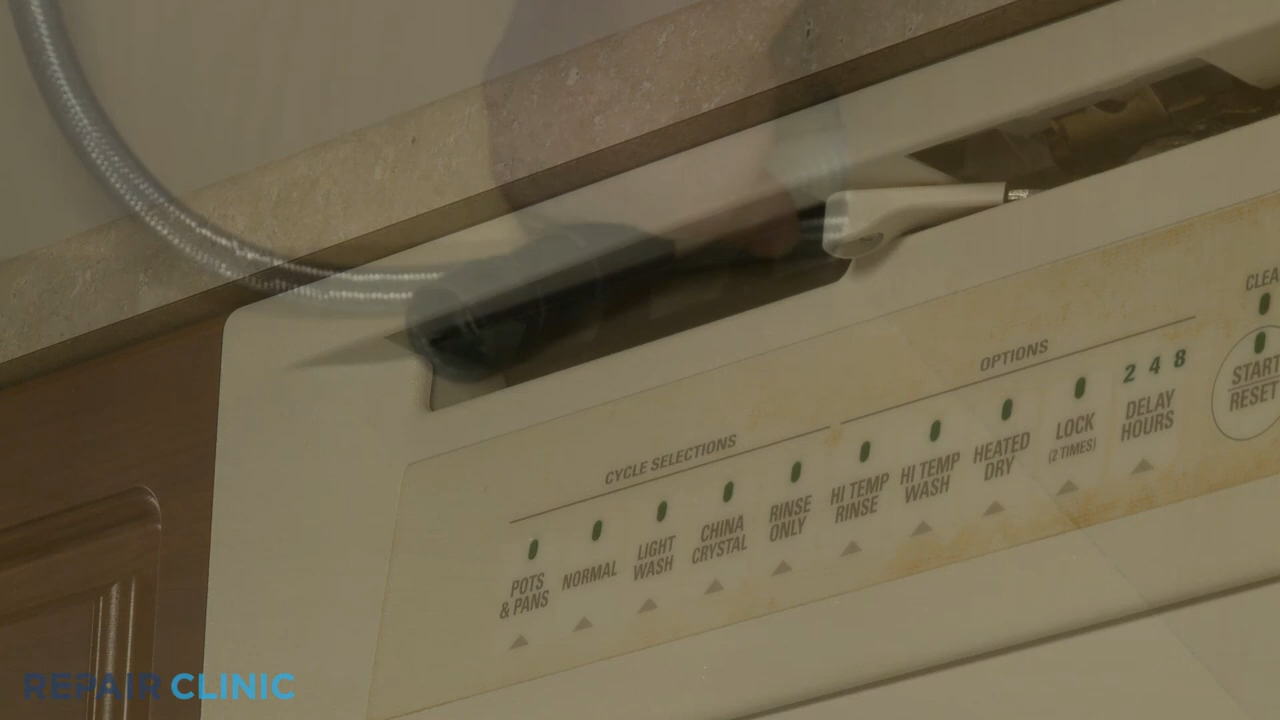 CYCLE SELECTIONS
OPTIONS
POTS
& PANS
NORMAL
LIGHT
WASH
CHINA
CRYSTAL
RINSE
ONLY
HI TEMP
RINSE
HI TEMP
WASH
HEATED
DRY
LOCK
(2 TIMES)
2 4 8
DELAY
HOURS
START
RESET
REPAIR CLINIC